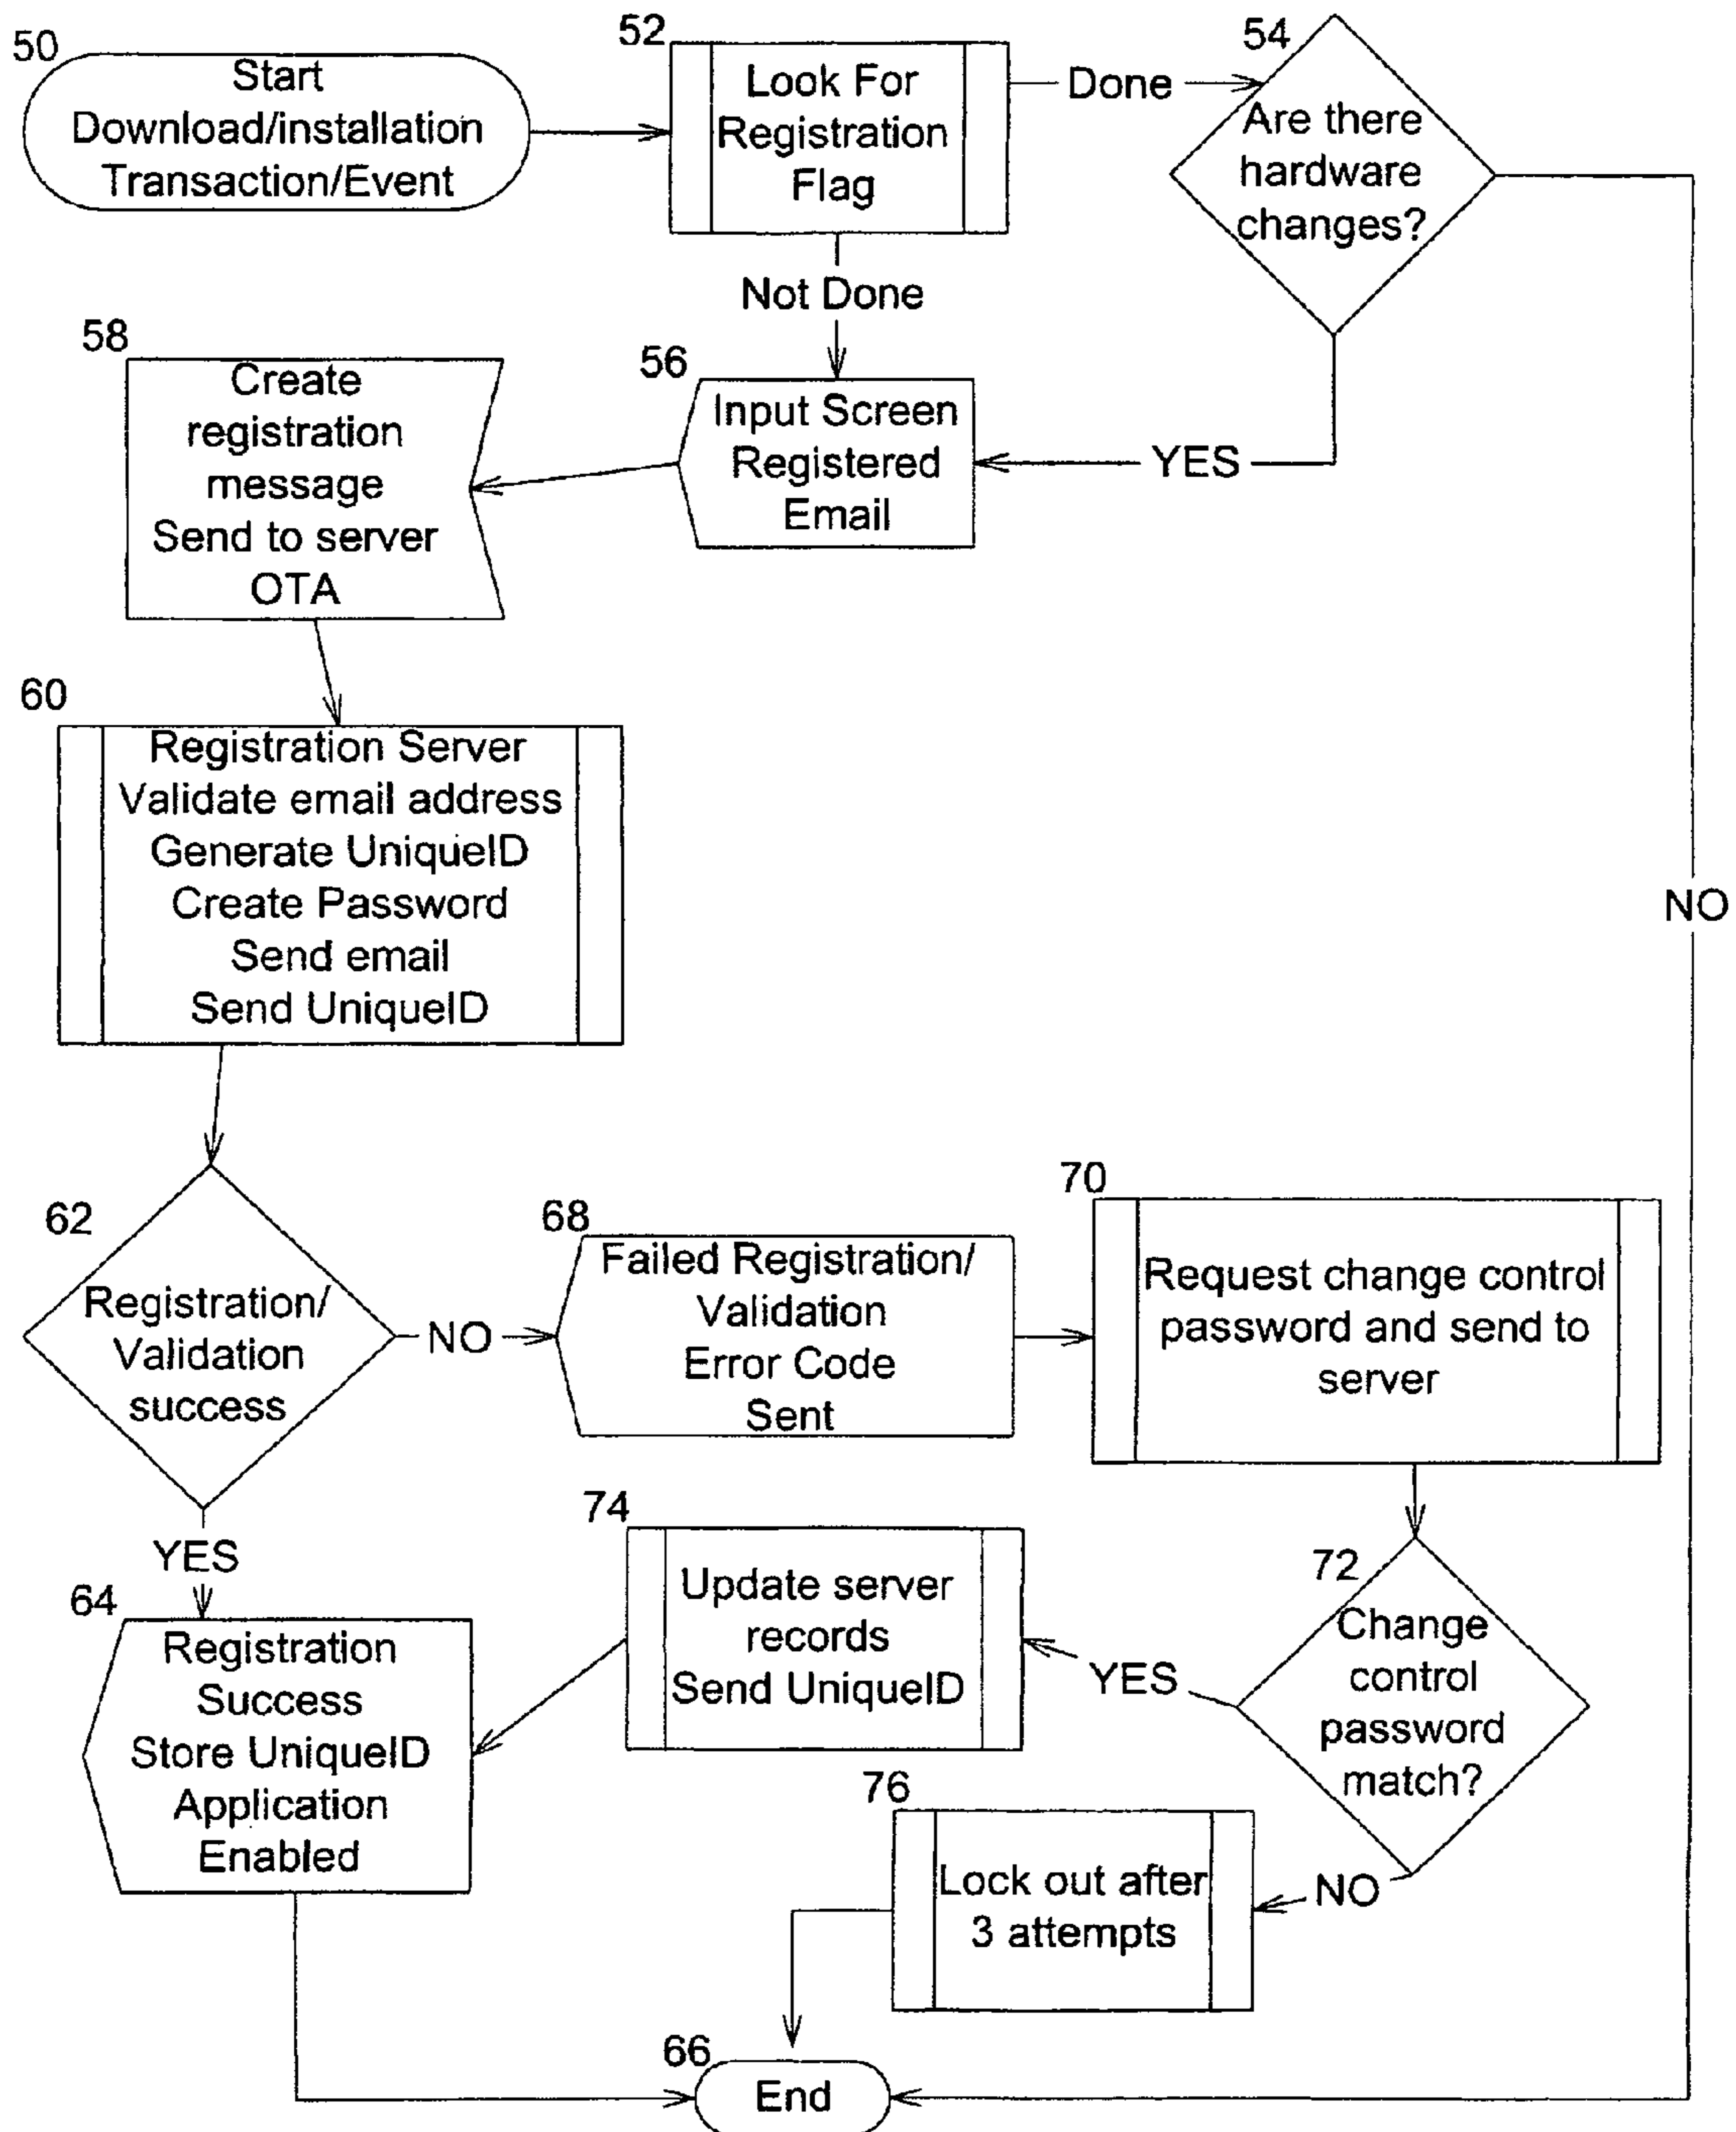 50
Start
Download/installation
Transaction/Event
52
Look For
Registration
Flag
Done
54
Are there
hardware
changes?
Not Done
58
Create
registration
message
Send to server
OTA
56
Input Screen
Registered
Email
YES
60
Registration Server
Validate email address
Generate UniqueID
Create Password
Send email
Send UniqueID
NO
62
Registration/
Validation
success
NO
68
Failed Registration/
Validation
Error Code
Sent
70
Request change control
password and send to
server
YES
74
Update server
records
Send UniqueID
YES
72
Change
control
password
match?
64
Registration
Success
Store UniqueID
Application
Enabled
76
Lock out after
3 attempts
NO
66
End